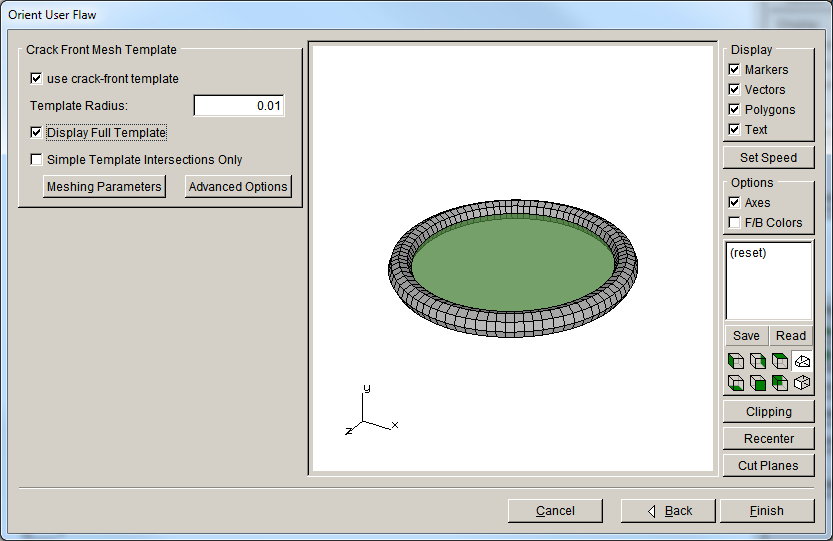 Orient User Flaw
Crack Front Mesh Template
use crack-front template
Template Radius: 0.01
Display Full Template
Simple Template Intersections Only
Meshing Parameters Advanced Options
y
x
z
Display
Markers
Vectors
Polygons
Text
Set Speed
Options
Axes
F/B Colors
(reset)
Save Read
Clipping
Recenter
Cut Planes
Cancel Back Finish